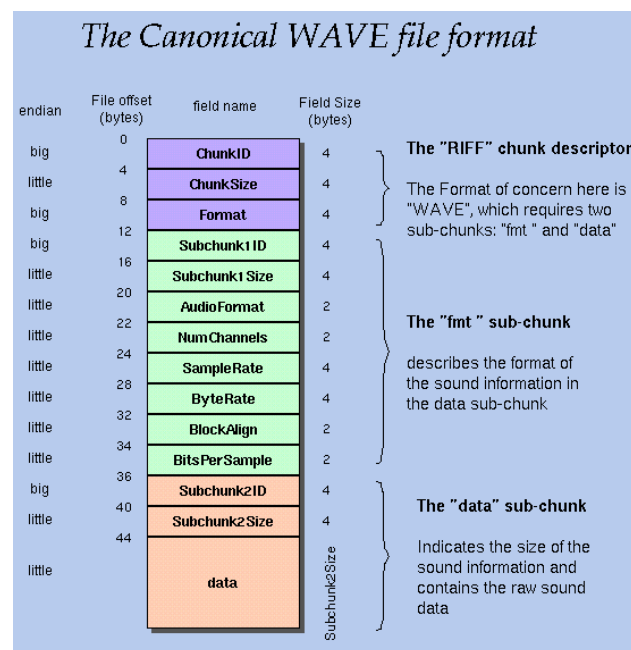 The Canonical WAVE file format
endian
File offset
(bytes)
field name
Field Size
(bytes)
0
big
ChunkID
4
4
little
ChunkSize
4
8
big
Format
4
12
The "RIFF" chunk descriptor
The Format of concern here is
"WAVE", which requires two
sub-chunks: "fmt " and "data"
big
Subchunk1ID
4
16
little
Subchunk1Size
4
20
little
AudioFormat
2
22
little
NumChannels
2
24
little
SampleRate
4
28
little
ByteRate
4
32
little
BlockAlign
2
34
little
BitsPerSample
2
36
The "fmt " sub-chunk
describes the format of
the sound information in
the data sub-chunk
big
Subchunk2ID
4
40
little
Subchunk2Size
4
44
little
data
Subchunk2Size
The "data" sub-chunk
Indicates the size of the
sound information and
contains the raw sound
data